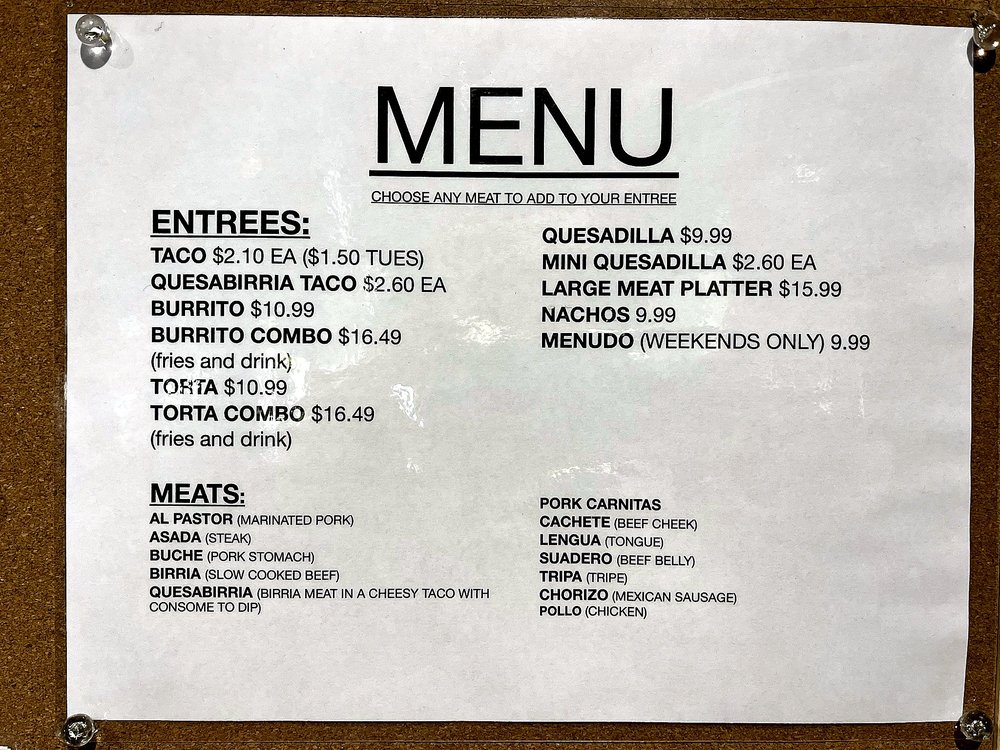 MENU
CHOOSE ANY MEAT TO ADD TO YOUR ENTREE
ENTREES:
TACO $2.10 EA ($1.50 TUES)
QUESABIRRIA TACO $2.60 EA
BURRITO $10.99
BURRITO COMBO $16.49
(fries and drink)
TORTA $10.99
TORTA COMBO $16.49
(fries and drink)
QUESADILLA $9.99
MINI QUESADILLA $2.60 EA
LARGE MEAT PLATTER $15.99
NACHOS 9.99
MENUDO (WEEKENDS ONLY) 9.99
MEATS:
AL PASTOR (MARINATED PORK)
ASADA (STEAK)
BUCHE (PORK STOMACH)
BIRRIA (SLOW COOKED BEEF)
QUESABIRRIA (BIRRIA MEAT IN A CHEESY TACO WITH
CONSOME TO DIP)
PORK CARNITAS
CACHETE (BEEF CHEEK)
LENGUA (TONGUE)
SUADERO (BEEF BELLY)
TRIPA (TRIPE)
CHORIZO (MEXICAN SAUSAGE)
POLLO (CHICKEN)